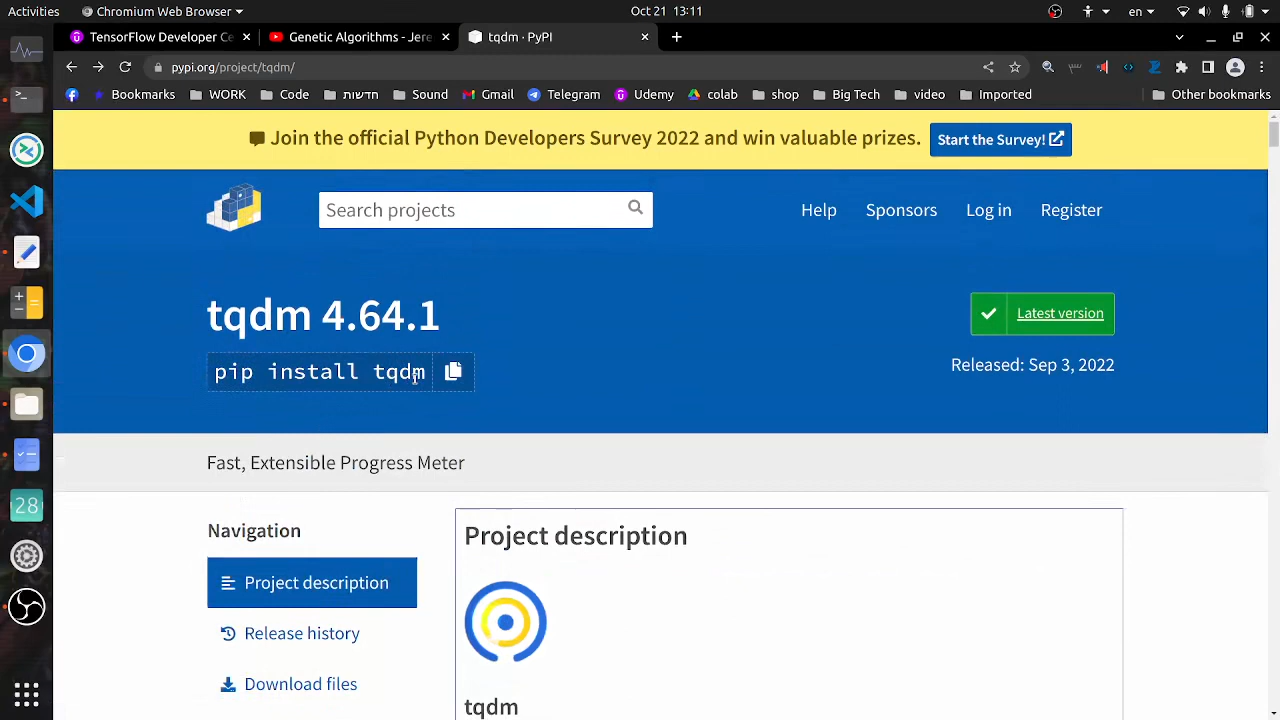 Activities
Chromium Web Browser
Oct 21 13:11
en
TensorFlow Developer Ce
Genetic Algorithms - Jere
tqdm · PyPI
pypi.org/project/tqdm/
Bookmarks
WORK
Code
חדשות
Sound
Gmail
Telegram
Udemy
colab
shop
Big Tech
video
Imported
Other bookmarks
Join the official Python Developers Survey 2022 and win valuable prizes.
Start the Survey!
Search projects
Help
Sponsors
Log in
Register
tqdm 4.64.1
Latest version
pip install tqdm
Released: Sep 3, 2022
Fast, Extensible Progress Meter
Navigation
Project description
Release history
Download files
Project description
tqdm
28